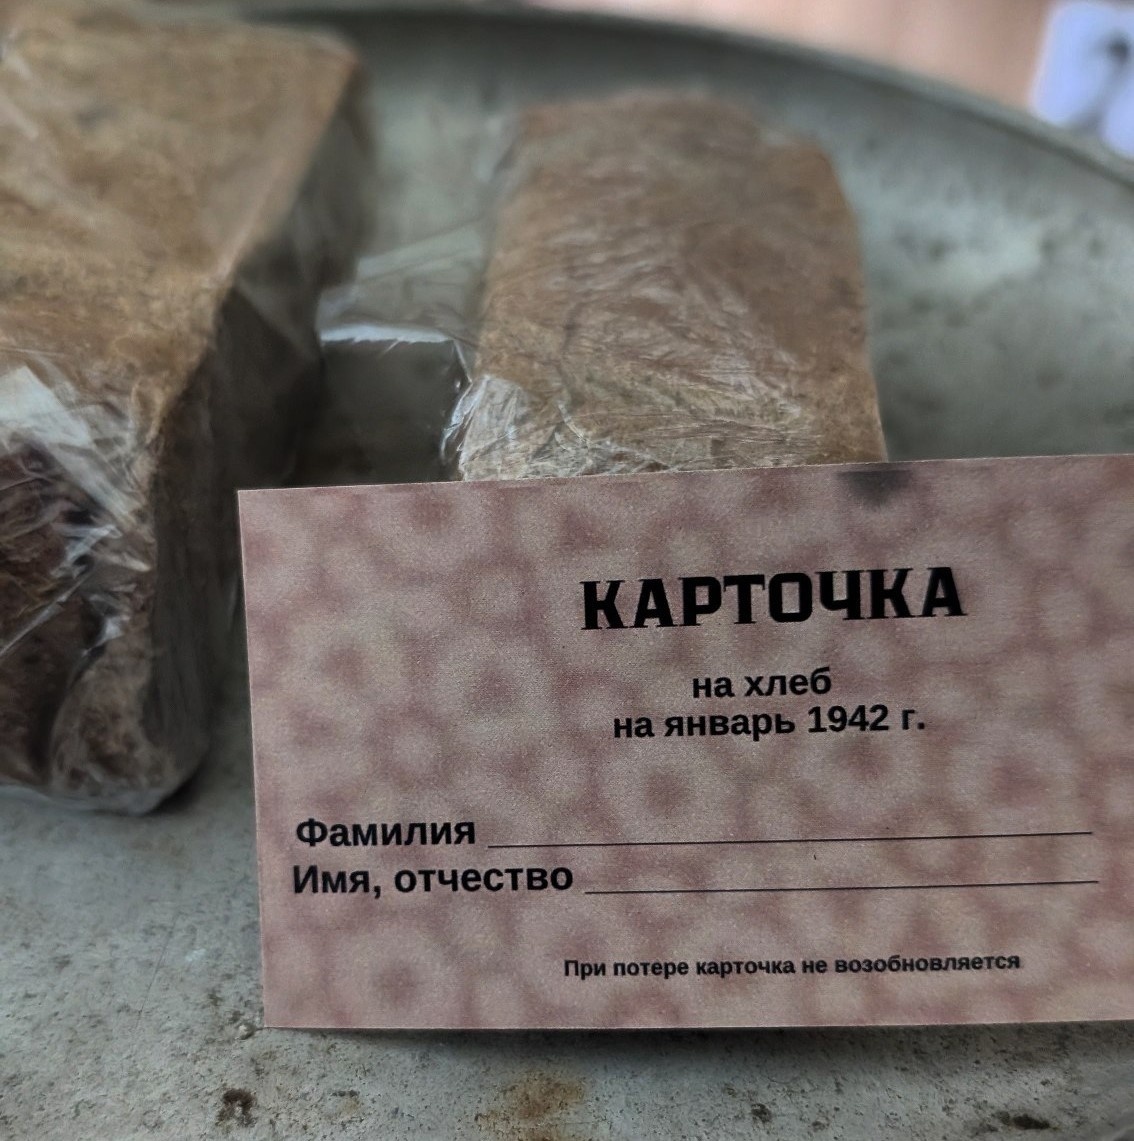 КАРТОЧКА
на хлеб
на январь 1942 г.
Фамилия
Имя, отчество
При потере карточка не возобновляется